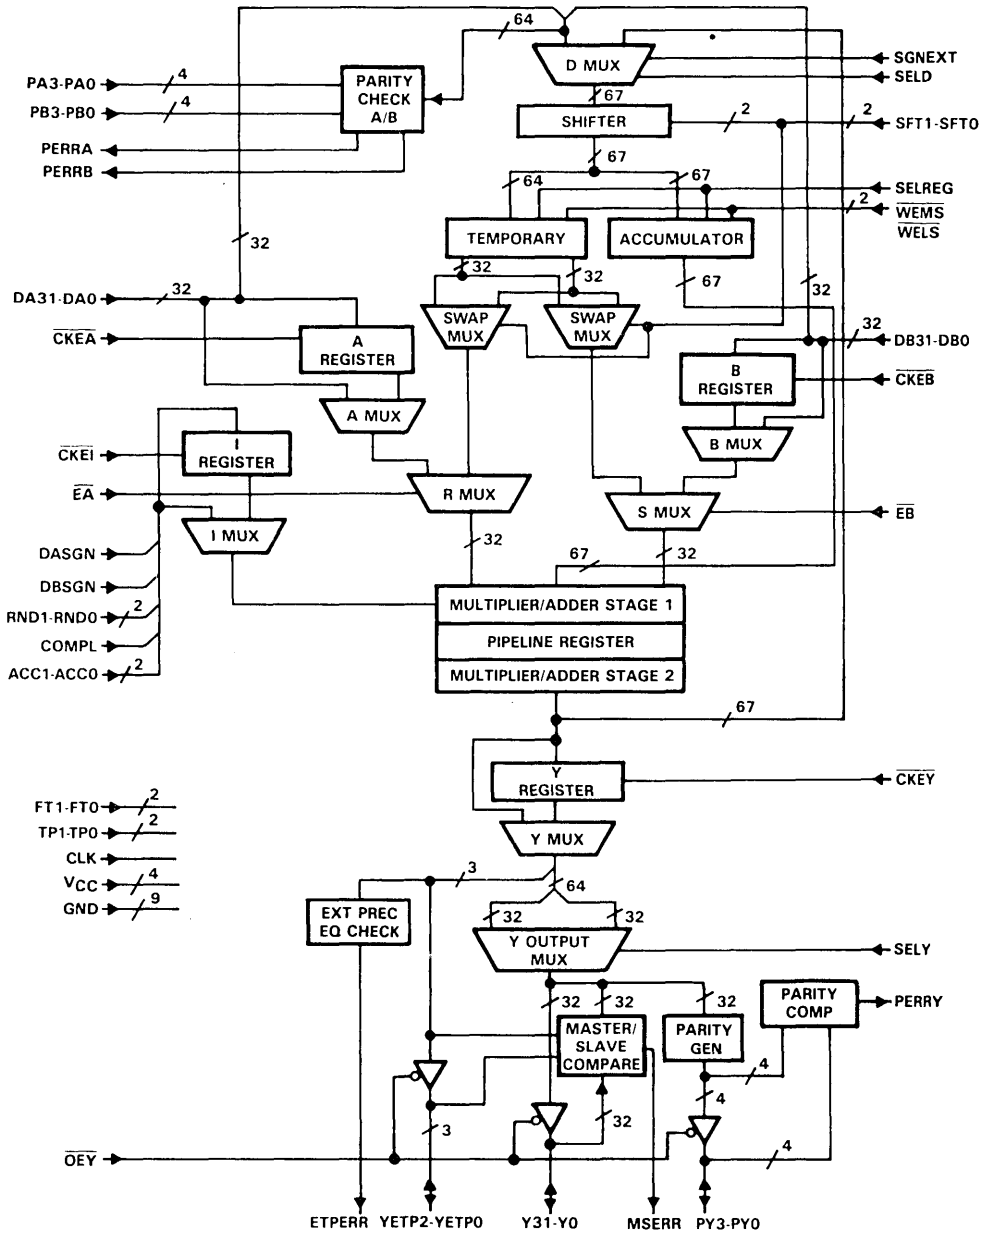 64
D MUX
SGNEXT
SELD
PA3-PA0
4
PARITY
CHECK
A/B
67
PB3-PB0
4
SHIFTER
2
2
SFT1-SFT0
PERRA
PERRB
67
64
67
SELREG
2
WEMS
WELS
TEMPORARY
ACCUMULATOR
32
32
32
67
32
DA31-DA0
32
SWAP
MUX
SWAP
MUX
32
DB31-DB0
CKEA
A
REGISTER
B
REGISTER
CKEB
A MUX
B MUX
I
REGISTER
CKEI
EA
R MUX
S MUX
EB
I MUX
32
67
32
DASGN
DBSGN
RND1-RND0
2
COMPL
ACC1-ACC0
2
MULTIPLIER/ADDER STAGE 1
PIPELINE REGISTER
MULTIPLIER/ADDER STAGE 2
67
Y
REGISTER
CKEY
FT1-FT0
2
TP1-TP0
2
CLK
VCC
4
GND
9
Y MUX
3
64
EXT PREC
EQ CHECK
32
32
Y OUTPUT
MUX
SELY
32
32
32
PARITY
COMP
PERRY
MASTER/
SLAVE
COMPARE
PARITY
GEN
4
4
32
3
4
OEY
ETPERR
YETP2-YETP0
Y31-Y0
MSERR
PY3-PY0